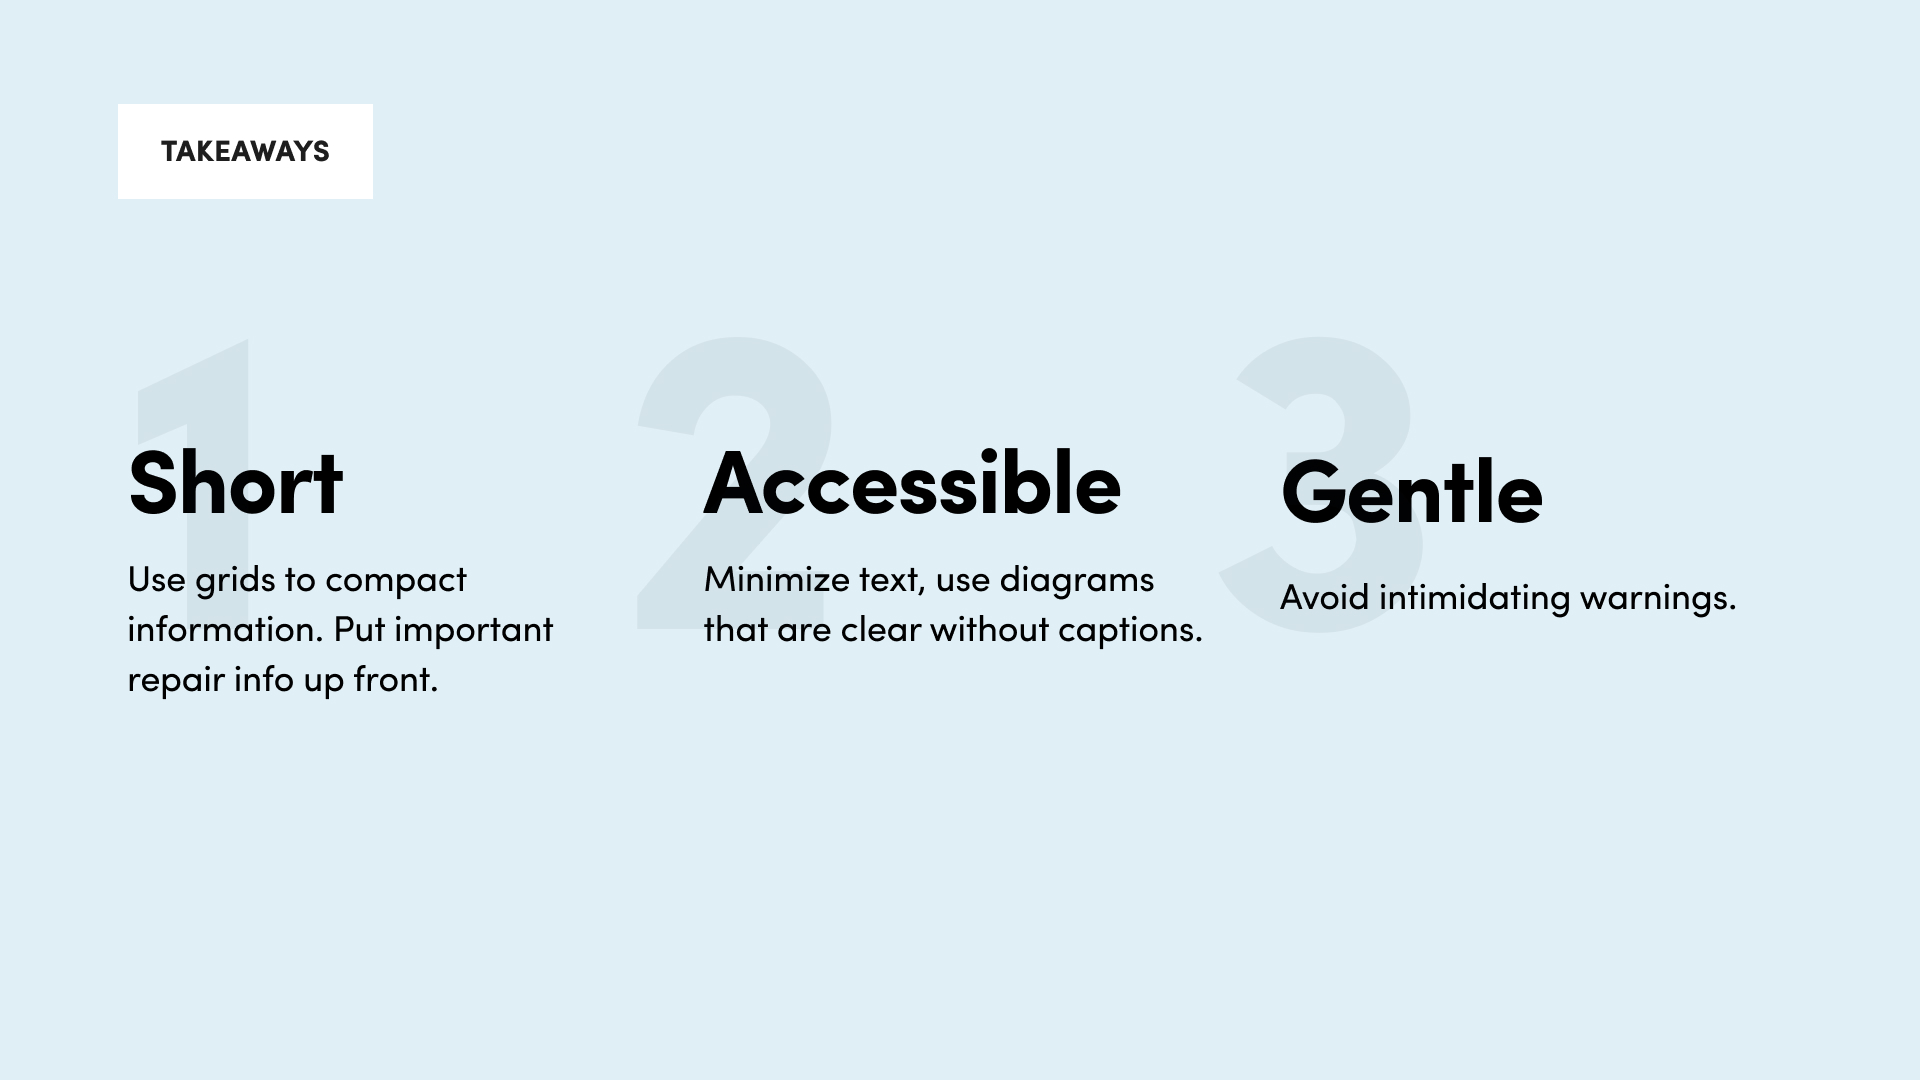 TAKEAWAYS
1
Short
Use grids to compact
information. Put important
repair info up front.
2
Accessible
Minimize text, use diagrams
that are clear without captions.
3
Gentle
Avoid intimidating warnings.